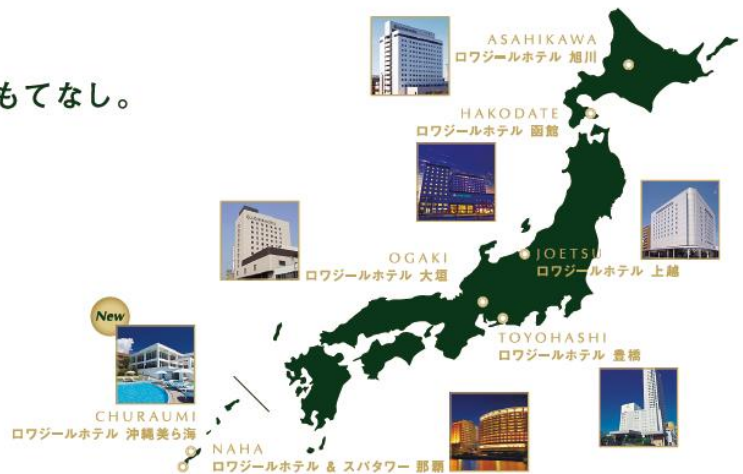 ASAHIKAWA
ロワジールホテル 旭川
もてなし。
HAKODATE
ロワジールホテル 函館
JOETSU
ロワジールホテル 上越
OGAKI
ロワジールホテル 大垣
New
TOYOHASHI
ロワジールホテル 豊橋
CHURAUMI
ロワジールホテル 沖縄美ら海
NAHA
ロワジールホテル & スパタワー 那覇